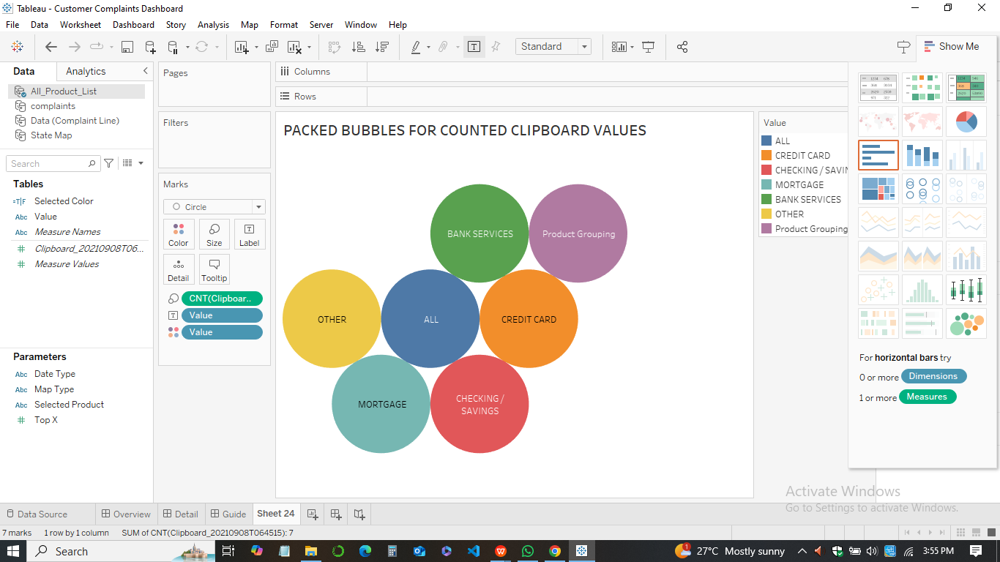 Tableau - Customer Complaints Dashboard
File Data Worksheet Dashboard Story Analysis Map Format Server Window Help
Standard
Show Me
Data Analytics
All_Product_List
complaints
Data (Complaint Line)
State Map
Search
Tables
=T|F Selected Color
Abc Value
Abc Measure Names
# Clipboard_20210908T06...
# Measure Values
Parameters
Abc Date Type
Abc Map Type
Abc Selected Product
# Top X
Pages
Filters
Marks
Circle
Color Size Label
Detail Tooltip
CNT(Clipboar..
Value
Value
Columns
Rows
PACKED BUBBLES FOR COUNTED CLIPBOARD VALUES
BANK SERVICES
Product Grouping
OTHER
ALL
CREDIT CARD
MORTGAGE
CHECKING /
SAVINGS
Value
ALL
CREDIT CARD
CHECKING / SAVIN
MORTGAGE
BANK SERVICES
OTHER
Product Grouping
For horizontal bars try
0 or more Dimensions
1 or more Measures
Activate Windows
Go to Settings to activate Windows.
Data Source Overview Detail Guide Sheet 24
7 marks 1 row by 1 column SUM of CNT(Clipboard_20210908T064515): 7
Search
1
27°C Mostly sunny
3:55 PM